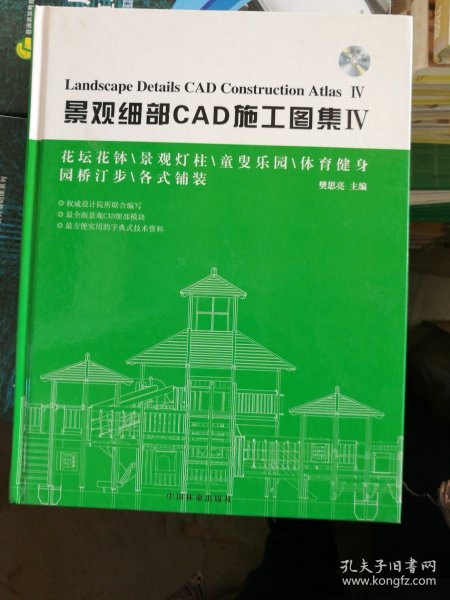 Landscape Details CAD Construction Atlas IV
景观细部CAD施工图集IV
花坛花钵\景观灯柱\童叟乐园\体育健身
园桥汀步\各式铺装
樊思亮 主编
◎权威设计院所联合编写
◎最全面景观CAD细部模块
◎最方便实用的字典式技术资料
中国林业出版社
孔夫子旧书网
www.kongfz.com